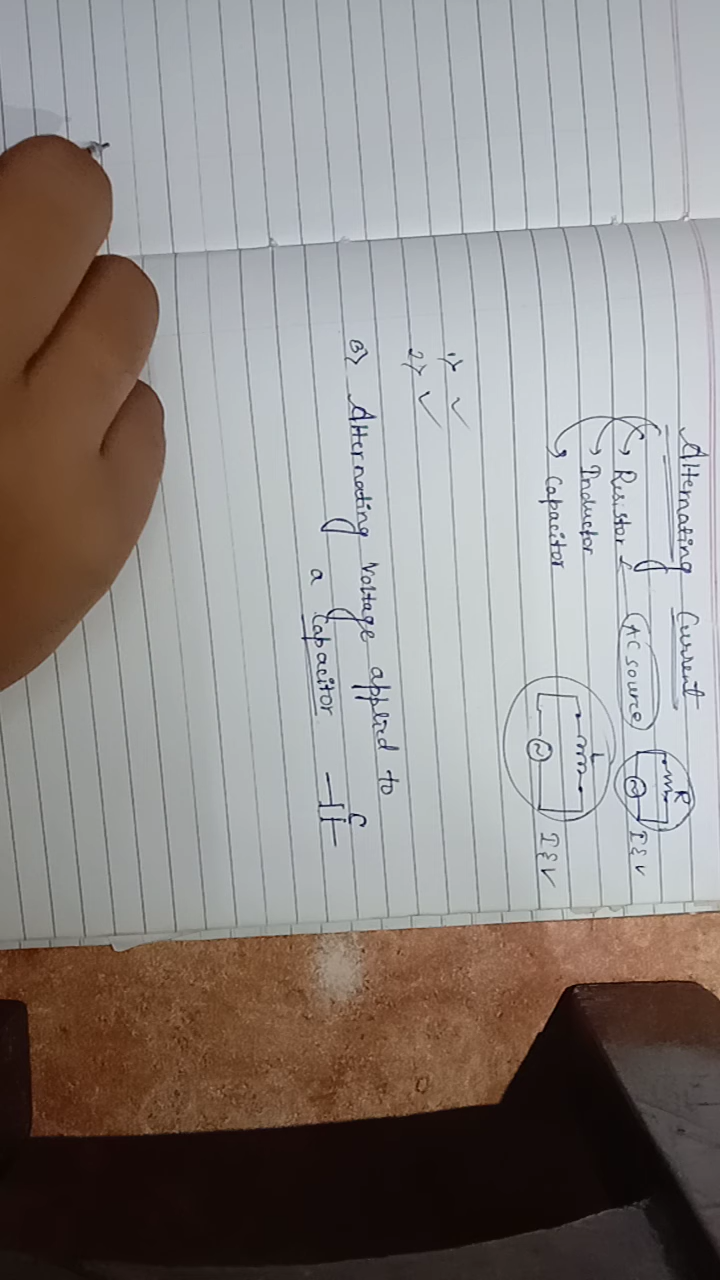 Alternating Current
Resistor AC source R I & V
Inductor
Capacitor L I & V
1) ✓
2) ✓
3) Alternating Voltage applied to
a Capacitor C